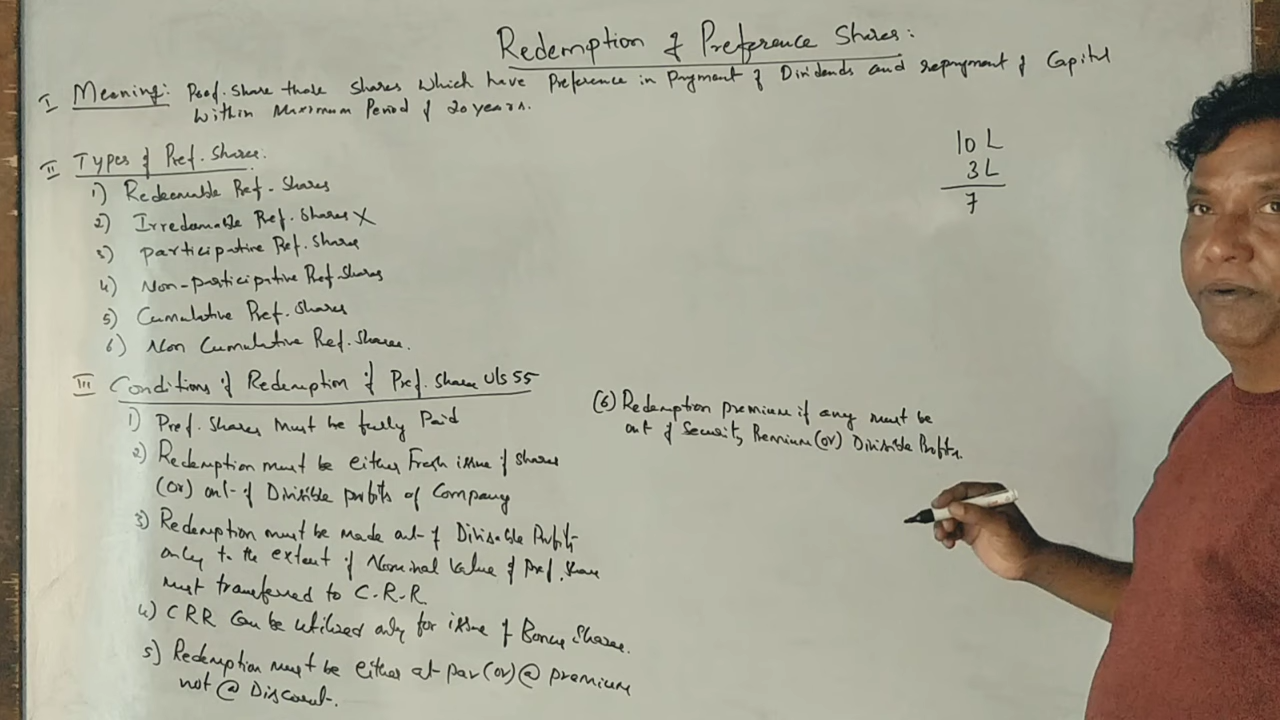 Redemption of Preference Shares:
I Meaning: Pref. Share those Shares which have Preference in Payment of Dividends and repayment of Capital
within Maximum Period of 20 years.
II Types of Pref. Shares:
1) Redeemable Pref. Shares
2) Irredamable Pref. Shares X
3) Participative Pref. Share
4) Non-participative Pref. Shares
5) Cumulative Pref. Shares
6) Non Cumulative Pref. Shares.
III Conditions of Redemption of Pref. Share U/s 55
1) Pref. Shares Must be fully Paid
2) Redemption must be either Fresh issue of shares
(or) out of Divisible profits of Company
3) Redemption must be made out of Divisable Profits
only to the extent of Nominal Value of Pref. Share
must transferred to C.R.R.
4) CRR Can be utilized only for issue of Bonus Shares.
5) Redemption must be either at par (or) @ premium
not @ Discount.
(6) Redemption premium if any must be
out of Security Premium (or) Divisible Profits.
10 L
3 L
7